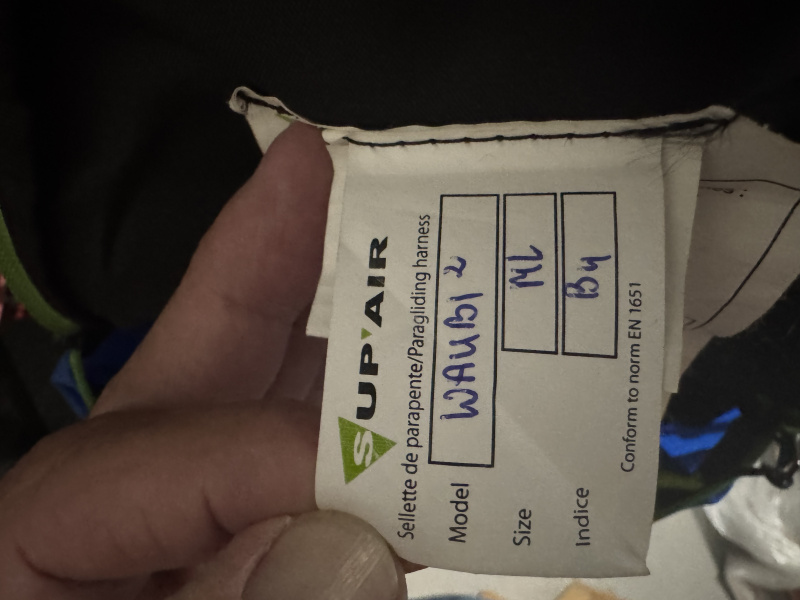 SUP'AIR
Sellette de parapente/Paragliding harness
Model WAUBI 2
Size ML
Indice B4
Conform to norm EN 1651